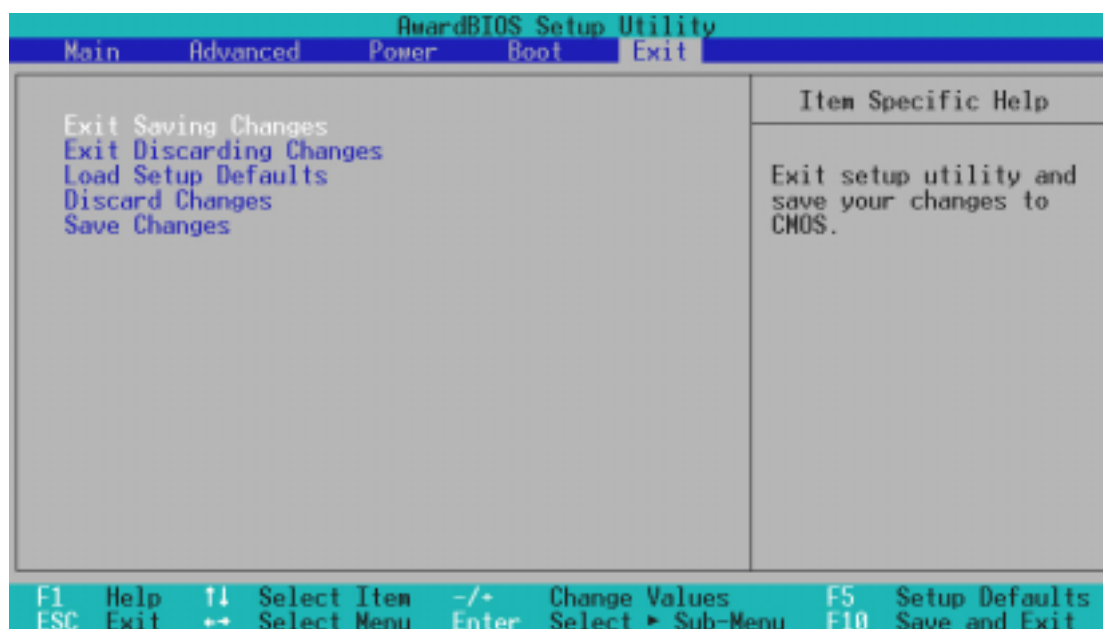 AwardBIOS Setup Utility
Main Advanced Power Boot Exit
Item Specific Help
Exit Saving Changes
Exit Discarding Changes
Load Setup Defaults
Discard Changes
Save Changes
Exit setup utility and
save your changes to
CMOS.
F1 Help ↑↓ Select Item -/+ Change Values F5 Setup Defaults
ESC Exit ←→ Select Menu Enter Select ► Sub-Menu F10 Save and Exit